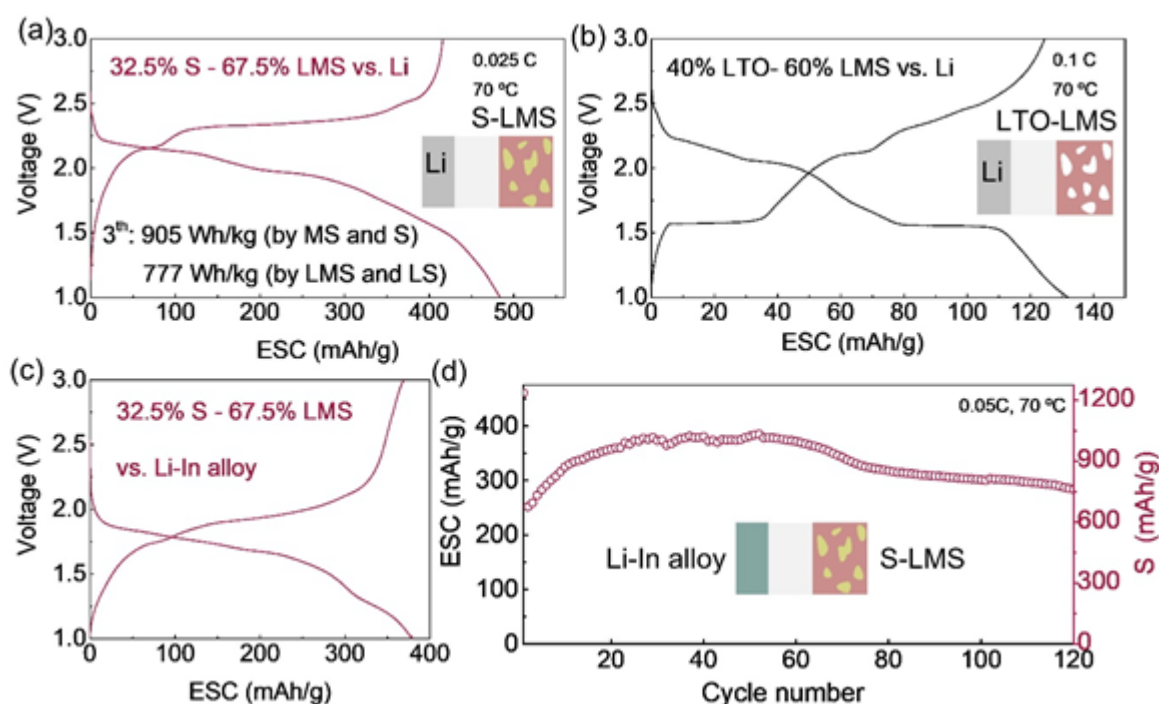 (a)
3.0
2.5
2.0
1.5
1.0
Voltage (V)
32.5% S - 67.5% LMS vs. Li
0.025 C
70 ºC
S-LMS
Li
3th: 905 Wh/kg (by MS and S)
777 Wh/kg (by LMS and LS)
0 100 200 300 400 500
ESC (mAh/g)
(b)
3.0
2.5
2.0
1.5
1.0
Voltage (V)
40% LTO- 60% LMS vs. Li
0.1 C
70 ºC
LTO-LMS
Li
0 20 40 60 80 100 120 140
ESC (mAh/g)
(c)
3.0
2.5
2.0
1.5
1.0
Voltage (V)
32.5% S - 67.5% LMS
vs. Li-In alloy
0 100 200 300 400
ESC (mAh/g)
(d)
400
300
200
100
0
ESC (mAh/g)
0.05C, 70 ºC
Li-In alloy
S-LMS
1200
900
600
300
0
S (mAh/g)
20 40 60 80 100 120
Cycle number